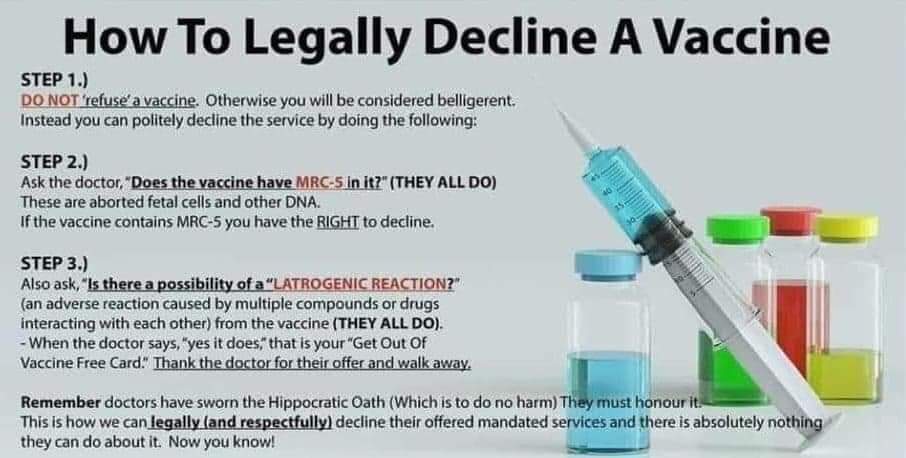 How To Legally Decline A Vaccine
STEP 1.)
DO NOT 'refuse' a vaccine. Otherwise you will be considered belligerent.
Instead you can politely decline the service by doing the following:
STEP 2.)
Ask the doctor, "Does the vaccine have MRC-5 in it?" (THEY ALL DO)
These are aborted fetal cells and other DNA.
If the vaccine contains MRC-5 you have the RIGHT to decline.
STEP 3.)
Also ask, "Is there a possibility of a "LATROGENIC REACTION?"
(an adverse reaction caused by multiple compounds or drugs
interacting with each other) from the vaccine (THEY ALL DO).
- When the doctor says, "yes it does," that is your "Get Out Of
Vaccine Free Card." Thank the doctor for their offer and walk away.
Remember doctors have sworn the Hippocratic Oath (Which is to do no harm) They must honour it.
This is how we can legally (and respectfully) decline their offered mandated services and there is absolutely nothing
they can do about it. Now you know!